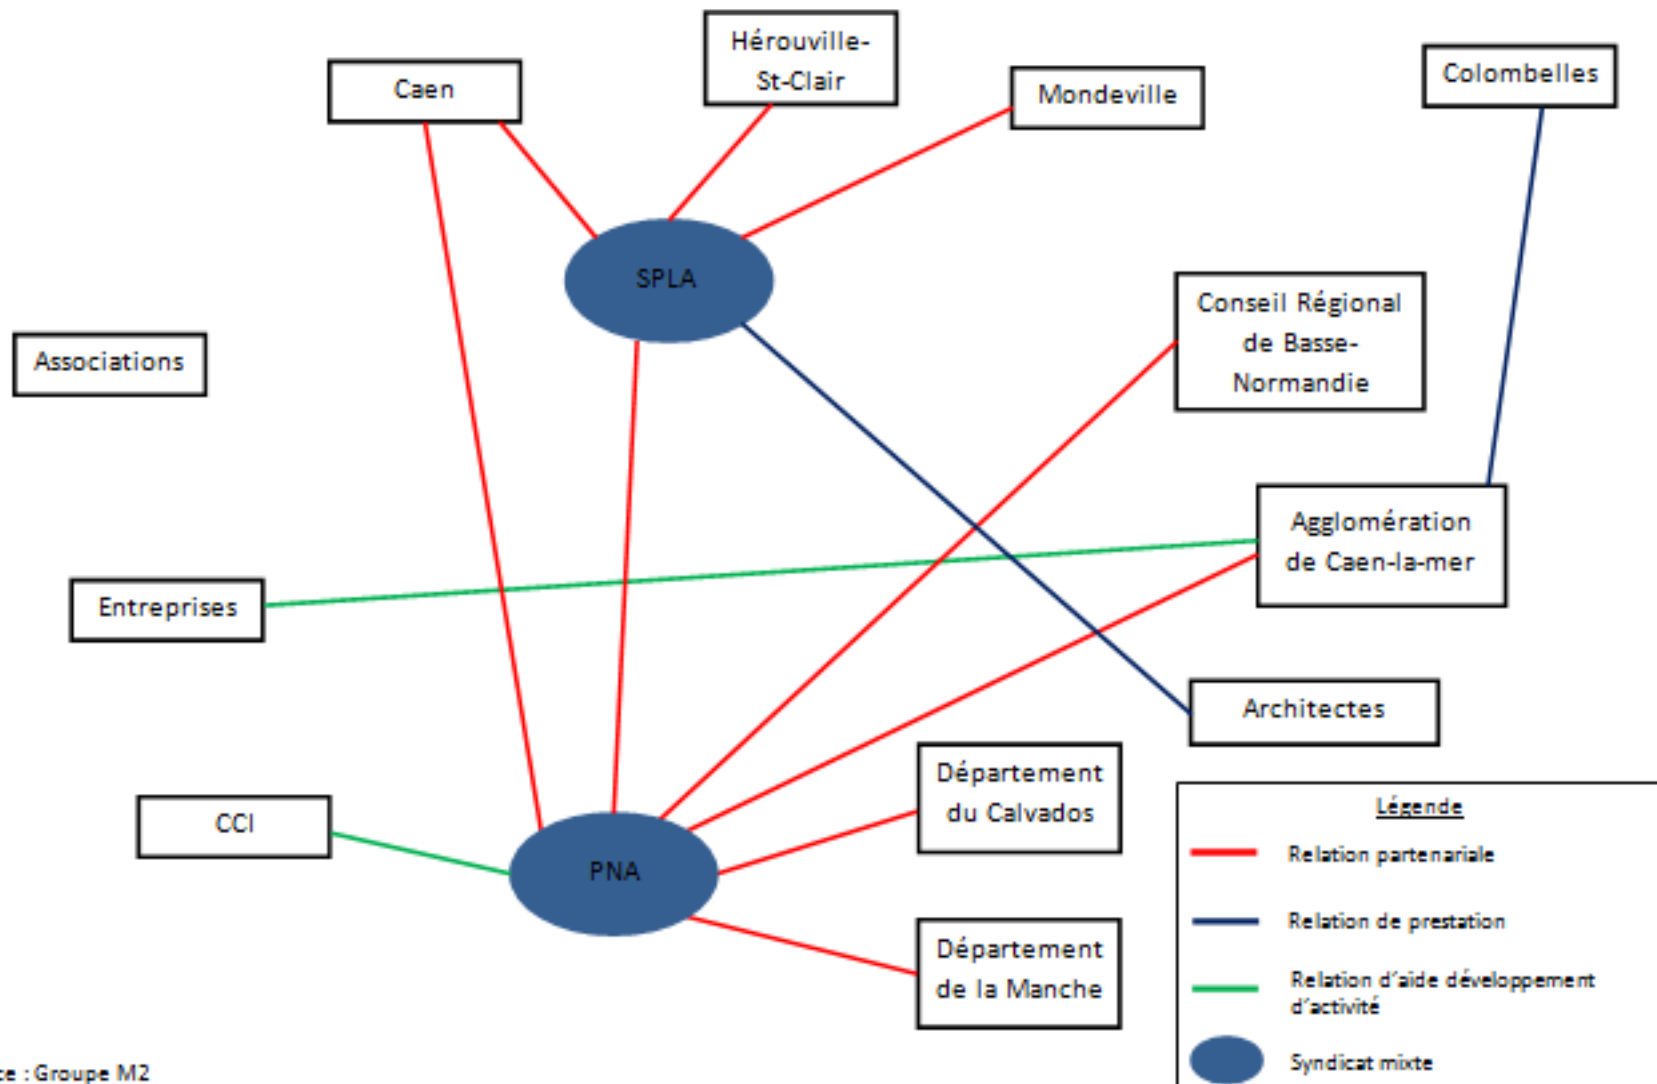 Hérouville-
St-Clair
Caen
Mondeville
Colombelles
SPLA
Associations
Conseil Régional
de Basse-
Normandie
Agglomération
de Caen-la-mer
Entreprises
Architectes
Département
du Calvados
CCI
PNA
Département
de la Manche
Légende
Relation partenariale
Relation de prestation
Relation d'aide développement
d'activité
Syndicat mixte
ce : Groupe M2